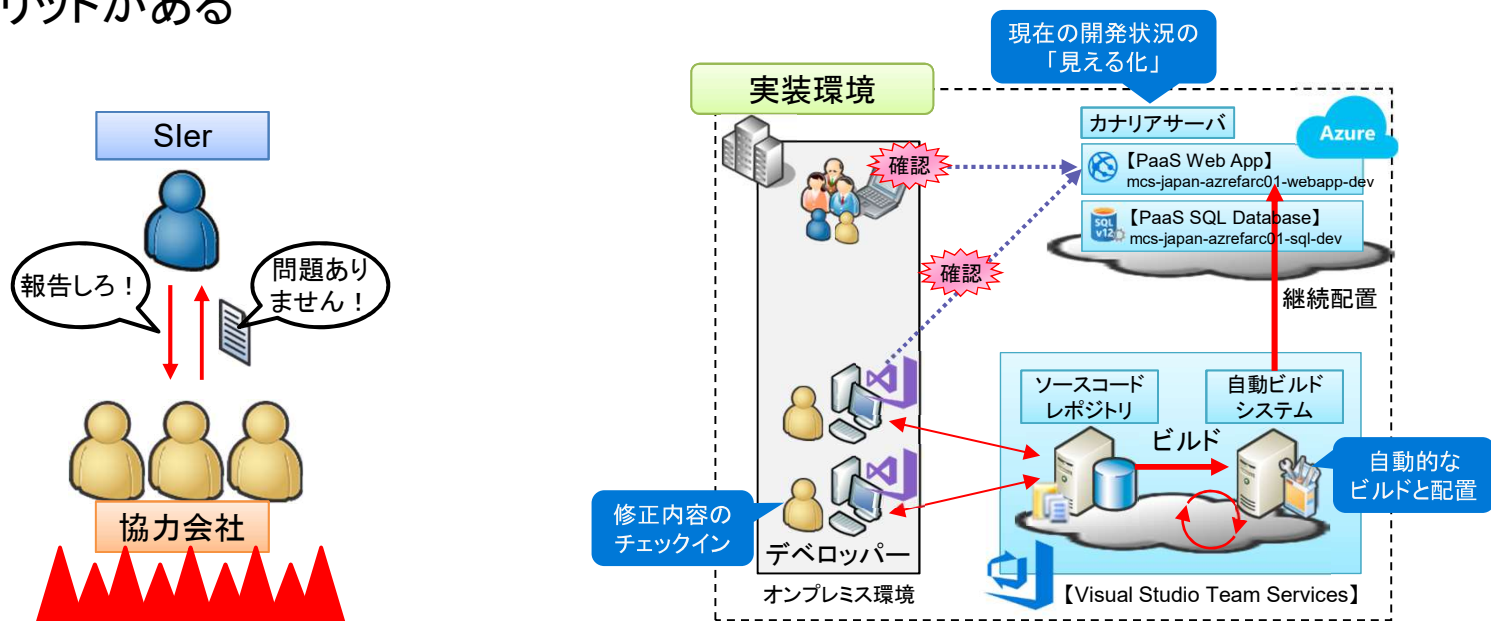 リットがある
SIer
報告しろ！
問題あり
ません！
協力会社
現在の開発状況の
「見える化」
実装環境
カナリアサーバ
Azure
【PaaS Web App】
mcs-japan-azrefarc01-webapp-dev
確認
SQL
v12
【PaaS SQL Database】
mcs-japan-azrefarc01-sql-dev
確認
継続配置
ソースコード
レポジトリ
自動ビルド
システム
ビルド
自動的な
ビルドと配置
修正内容の
チェックイン
デベロッパー
オンプレミス環境
【Visual Studio Team Services】